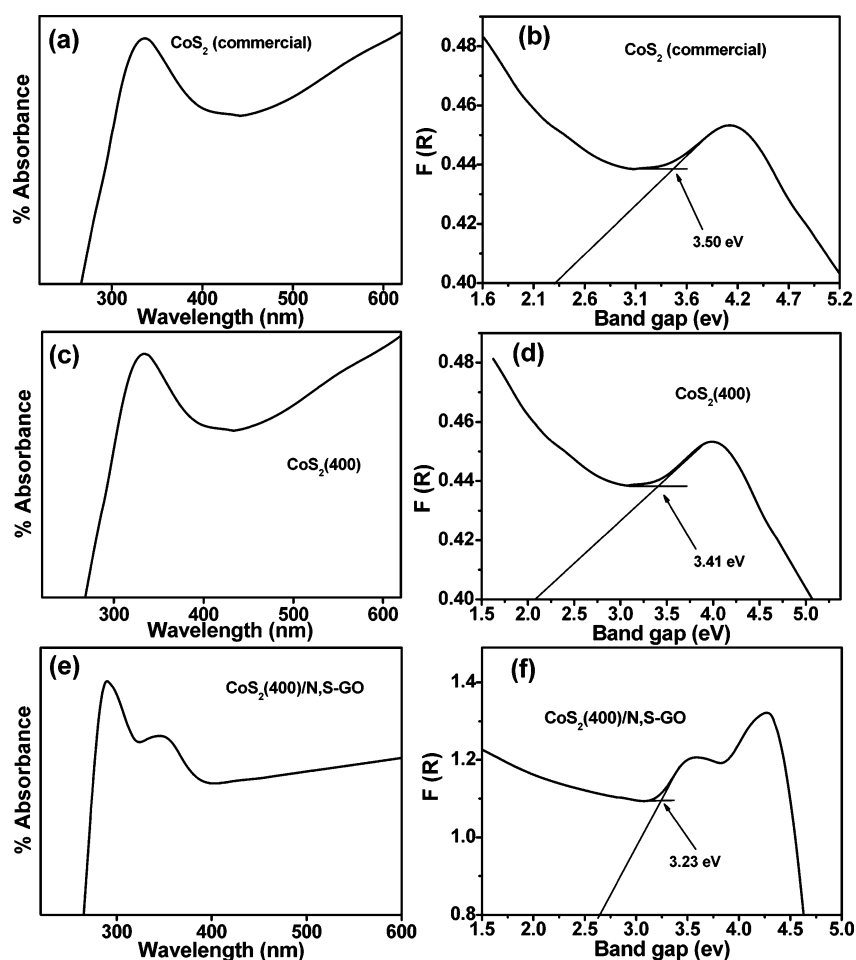 (a)
CoS2 (commercial)
% Absorbance
300 400 500 600
Wavelength (nm)
(b)
CoS2 (commercial)
F (R)
0.48
0.46
0.44
0.42
0.40
3.50 eV
1.6 2.1 2.6 3.1 3.6 4.2 4.7 5.2
Band gap (ev)
(c)
CoS2(400)
% Absorbance
300 400 500 600
Wavelength (nm)
(d)
CoS2(400)
F (R)
0.48
0.46
0.44
0.42
0.40
3.41 eV
1.5 2.0 2.5 3.0 3.5 4.0 4.5 5.0
Band gap (eV)
(e)
CoS2(400)/N,S-GO
% Absorbance
300 400 500 600
Wavelength (nm)
(f)
CoS2(400)/N,S-GO
F (R)
1.4
1.2
1.0
0.8
3.23 eV
1.5 2.0 2.5 3.0 3.5 4.0 4.5 5.0
Band gap (ev)